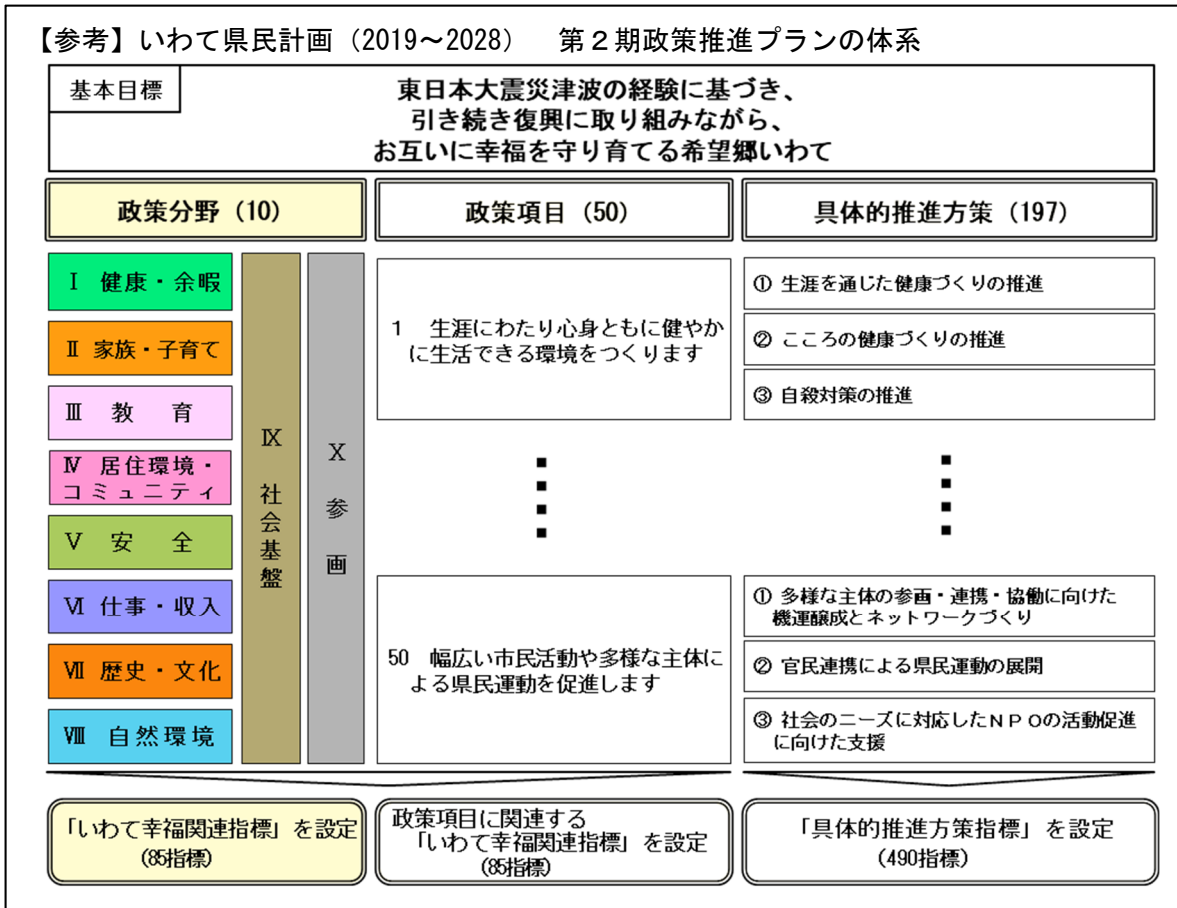 【参考】いわて県民計画（2019～2028）　第２期政策推進プランの体系
基本目標
東日本大震災津波の経験に基づき、
引き続き復興に取り組みながら、
お互いに幸福を守り育てる希望郷いわて
政策分野（10）
政策項目（50）
具体的推進方策（197）
Ⅰ 健康・余暇
Ⅱ 家族・子育て
Ⅲ 教　育
Ⅳ 居住環境・
コミュニティ
Ⅴ 安　全
Ⅵ 仕事・収入
Ⅶ 歴史・文化
Ⅷ 自然環境
Ⅸ 社会基盤
Ⅹ 参画
1　生涯にわたり心身ともに健やか
に生活できる環境をつくります
50　幅広い市民活動や多様な主体に
よる県民運動を促進します
① 生涯を通じた健康づくりの推進
② こころの健康づくりの推進
③ 自殺対策の推進
① 多様な主体の参画・連携・協働に向けた
機運醸成とネットワークづくり
② 官民連携による県民運動の展開
③ 社会のニーズに対応したＮＰＯの活動促進
に向けた支援
「いわて幸福関連指標」を設定
(85指標)
政策項目に関連する
「いわて幸福関連指標」を設定
(85指標)
「具体的推進方策指標」を設定
(490指標)